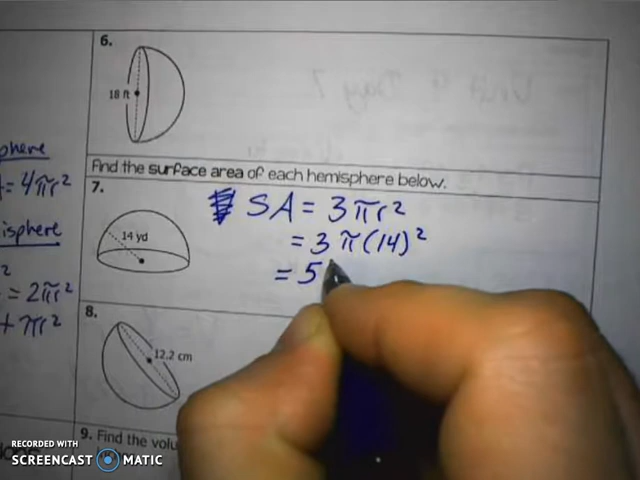 6.
18 ft
phere
= 4πr²
Find the surface area of each hemisphere below.
7.
14 yd
SA = 3πr²
= 3π(14)²
= 5
isphere
²
= 2πr²
+ πr²
8.
12.2 cm
9. Find the volu
RECORDED WITH
SCREENCAST MATIC